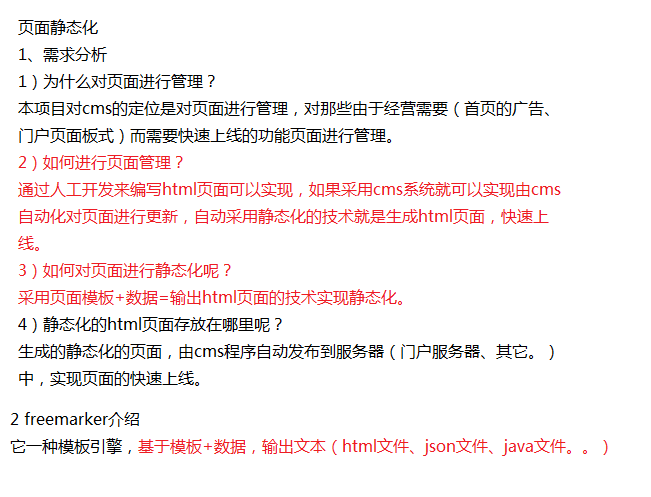 页面静态化
1、需求分析
1）为什么对页面进行管理？
本项目对cms的定位是对页面进行管理，对那些由于经营需要（首页的广告、
门户页面板式）而需要快速上线的功能页面进行管理。
2）如何进行页面管理？
通过人工开发来编写html页面可以实现，如果采用cms系统就可以实现由cms
自动化对页面进行更新，自动采用静态化的技术就是生成html页面，快速上
线。
3）如何对页面进行静态化呢？
采用页面模板+数据=输出html页面的技术实现静态化。
4）静态化的html页面存放在哪里呢？
生成的静态化的页面，由cms程序自动发布到服务器（门户服务器、其它。）
中，实现页面的快速上线。
2 freemarker介绍
它一种模板引擎，基于模板+数据，输出文本（html文件、json文件、java文件。。）